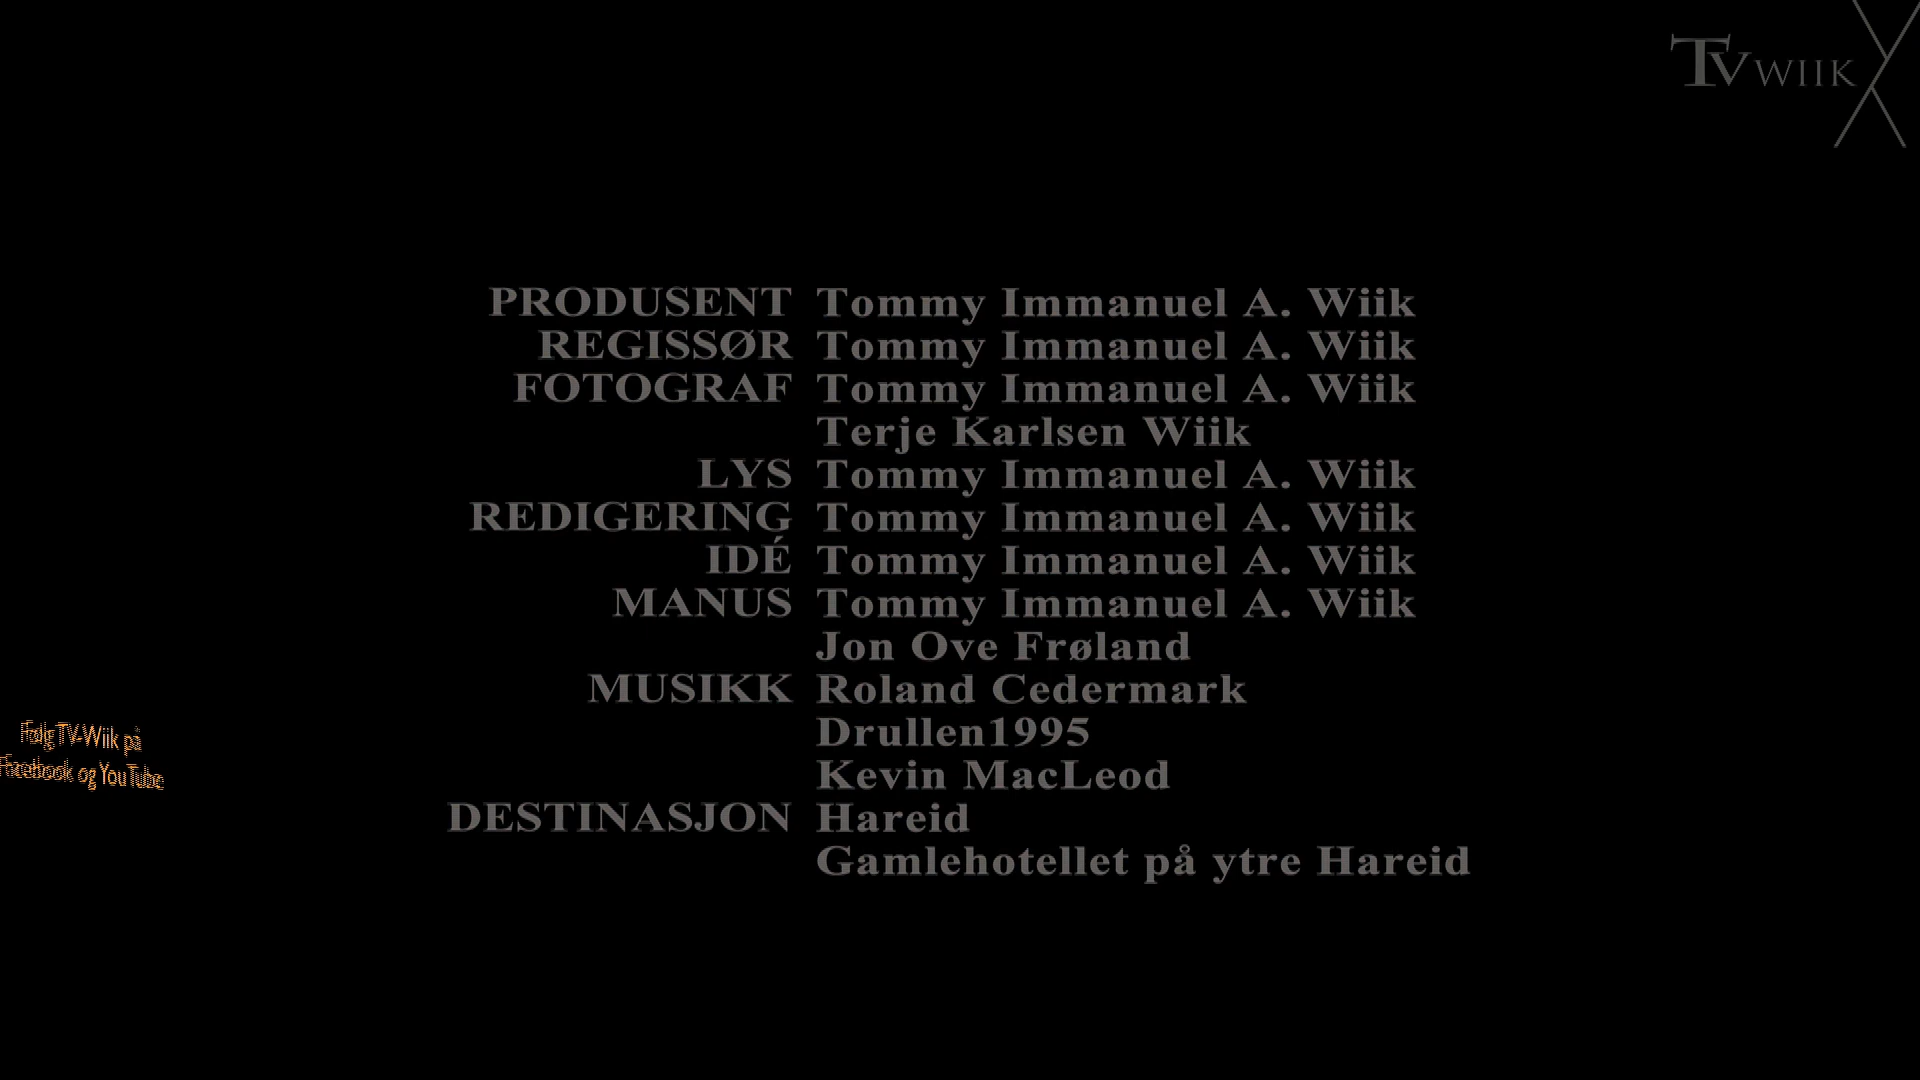 TV WIIK
PRODUSENT Tommy Immanuel A. Wiik
REGISSØR Tommy Immanuel A. Wiik
FOTOGRAF Tommy Immanuel A. Wiik
Terje Karlsen Wiik
LYS Tommy Immanuel A. Wiik
REDIGERING Tommy Immanuel A. Wiik
IDÉ Tommy Immanuel A. Wiik
MANUS Tommy Immanuel A. Wiik
Jon Ove Frøland
MUSIKK Roland Cedermark
Drullen1995
Kevin MacLeod
DESTINASJON Hareid
Gamlehotellet på ytre Hareid
Følg TV-Wiik på
Facebook og YouTube